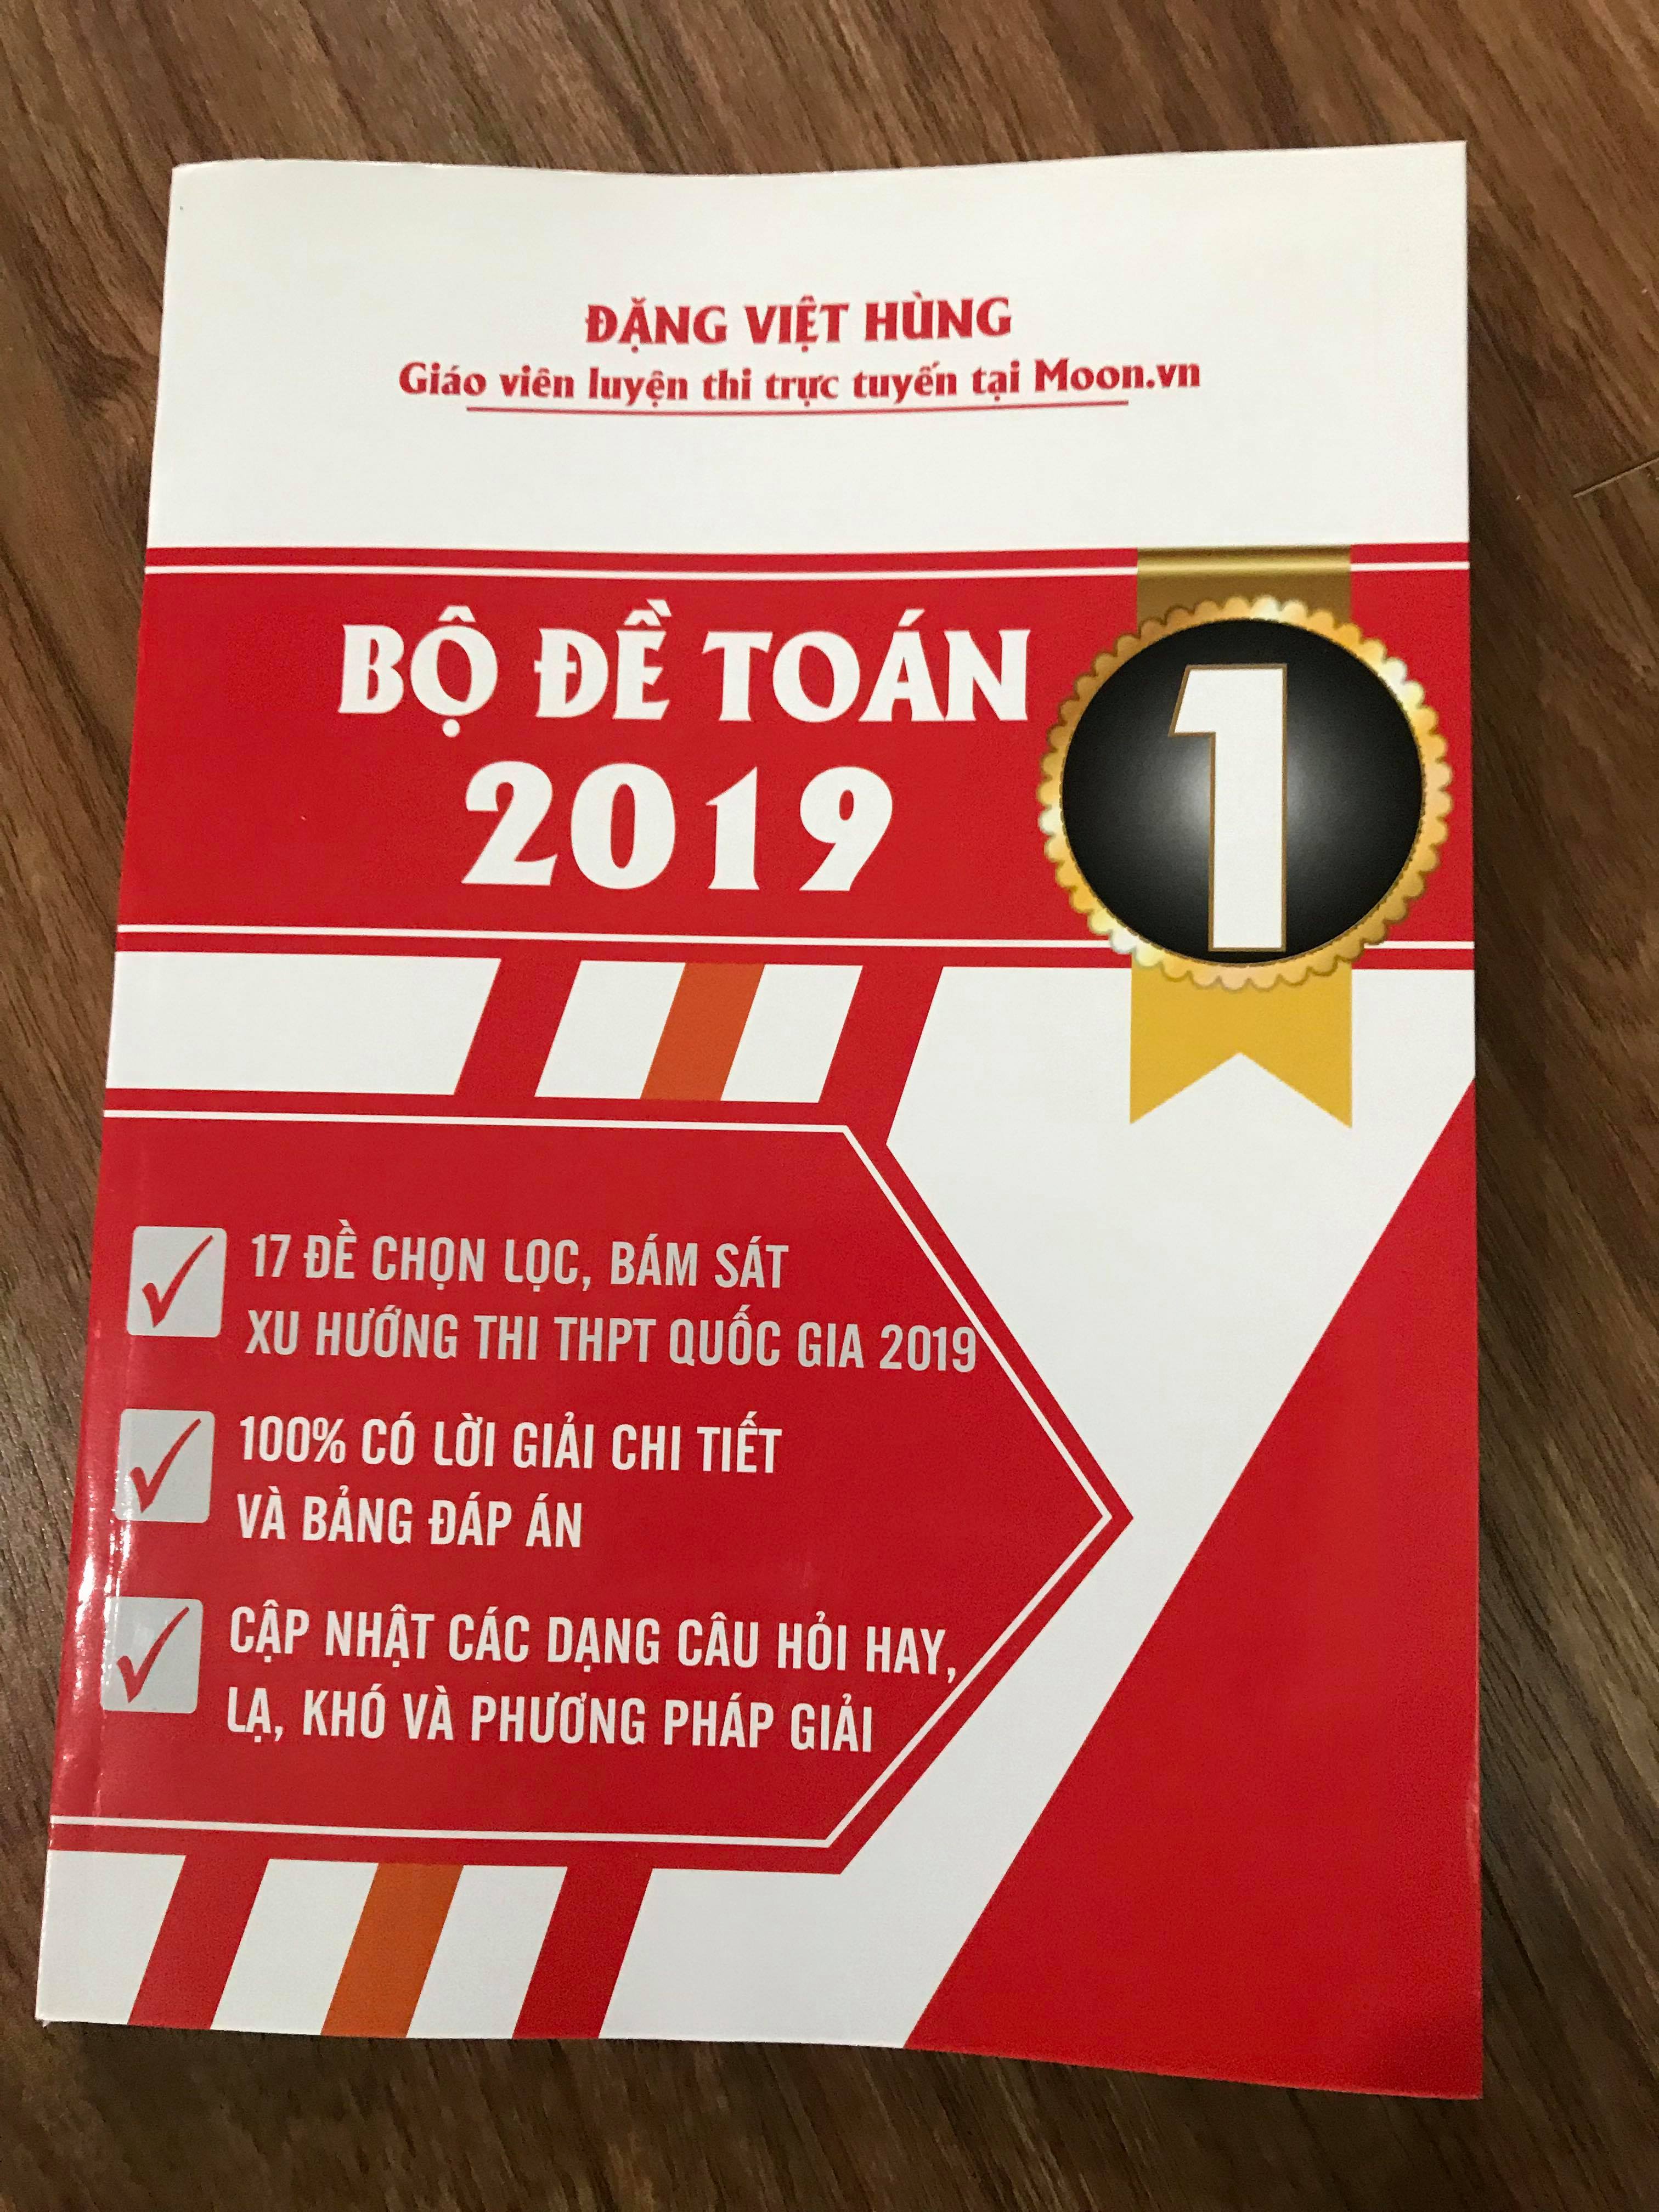 ĐẶNG VIỆT HÙNG
Giáo viên luyện thi trực tuyến tại Moon.vn
BỘ ĐỀ TOÁN
2019
1
17 ĐỀ CHỌN LỌC, BÁM SÁT
XU HƯỚNG THI THPT QUỐC GIA 2019
100% CÓ LỜI GIẢI CHI TIẾT
VÀ BẢNG ĐÁP ÁN
CẬP NHẬT CÁC DẠNG CÂU HỎI HAY,
LẠ, KHÓ VÀ PHƯƠNG PHÁP GIẢI